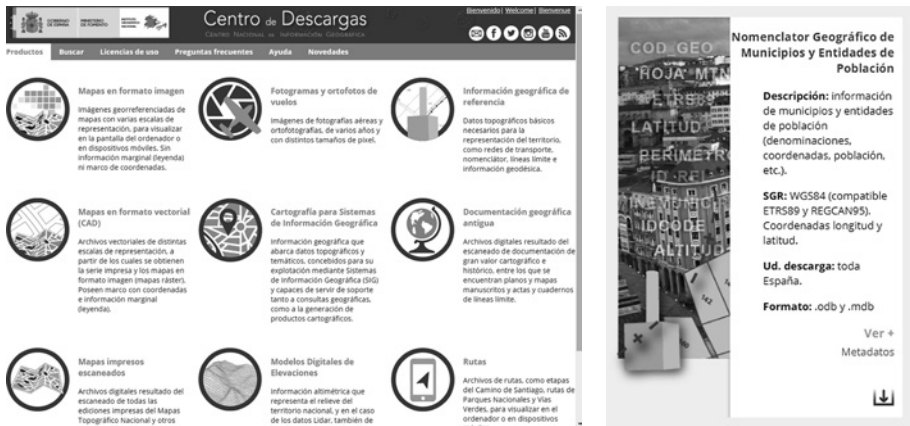 GOBIERNO DE ESPAÑA
MINISTERIO DE FOMENTO
Centro de Descargas
Centro Nacional de Información Geográfica
Bienvenido | Welcome | Bienvenue
Productos Buscar Licencias de uso Preguntas frecuentes Ayuda Novedades
Mapas en formato imagen
Imágenes georreferenciadas de
mapas con varias escalas de
representación, para visualizar
en la pantalla del ordenador o
en dispositivos móviles. Sin
información marginal (leyenda)
ni marco de coordenadas.
Fotogramas y ortofotos de
vuelos
Imágenes de fotografías aéreas y
ortofotografías, de varios años y
con distintos tamaños de pixel.
Información geográfica de
referencia
Datos topográficos básicos
necesarios para la
representación del territorio,
como redes de transporte,
nomenclátor, líneas límite e
información geodésica.
Mapas en formato vectorial
(CAD)
Archivos vectoriales de distintas
escalas de representación, a
partir de los cuales se obtienen
la serie impresa y los mapas en
formato imagen (mapas ráster).
Poseen marco con coordenadas
e información marginal
(leyenda).
Cartografía para Sistemas
de Información Geográfica
Información geográfica que
abarca datos topográficos y
temáticos, concebidos para su
explotación mediante Sistemas
de Información Geográfica (SIG)
y capaces de servir de soporte
tanto a consultas geográficas,
como a la generación de
productos cartográficos.
Documentación geográfica
antigua
Archivos digitales resultado del
escaneado de documentación de
gran valor cartográfico e
histórico, entre los que se
encuentran planos y mapas
manuscritos y actas y cuadernos
de líneas límite.
Mapas impresos
escaneados
Archivos digitales resultado del
escaneado de todas las
ediciones impresas del Mapas
Topográfico Nacional y otros
Modelos Digitales de
Elevaciones
Información altimétrica que
representa el relieve del
territorio nacional, y en el caso
de los datos Lidar, también de
Rutas
Archivos de rutas, como etapas
del Camino de Santiago, rutas de
Parques Nacionales y Vías
Verdes, para visualizar en el
ordenador o en dispositivos
COD_GEO
HOJA_MTN
ETRS89
LATITUD
PERIMETRO
ID_REL
INEMUNICIP
IDCODE
ALTITUD
142
Nomenclator Geográfico de
Municipios y Entidades de
Población
Descripción: información
de municipios y entidades
de población
(denominaciones,
coordenadas, población,
etc.).
SGR: WGS84 (compatible
ETRS89 y REGCAN95).
Coordenadas longitud y
latitud.
Ud. descarga: toda
España.
Formato: .odb y .mdb
Ver +
Metadatos